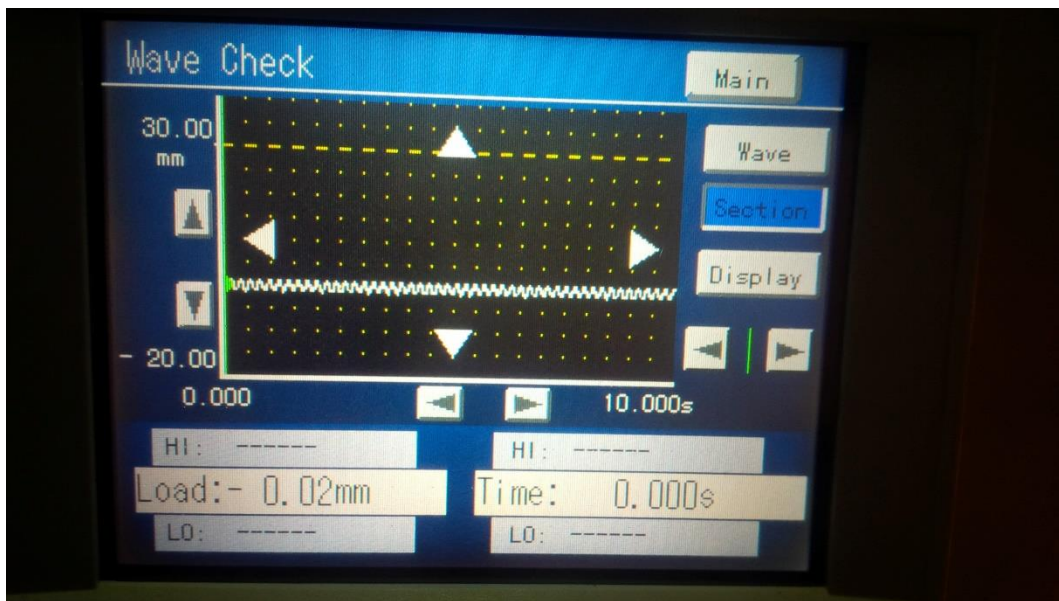 Wave Check
Main
30.00
mm
Wave
Section
Display
- 20.00
0.000
10.000s
HI: ------
HI: ------
Load:- 0.02mm
Time: 0.000s
LO: ------
LO: ------